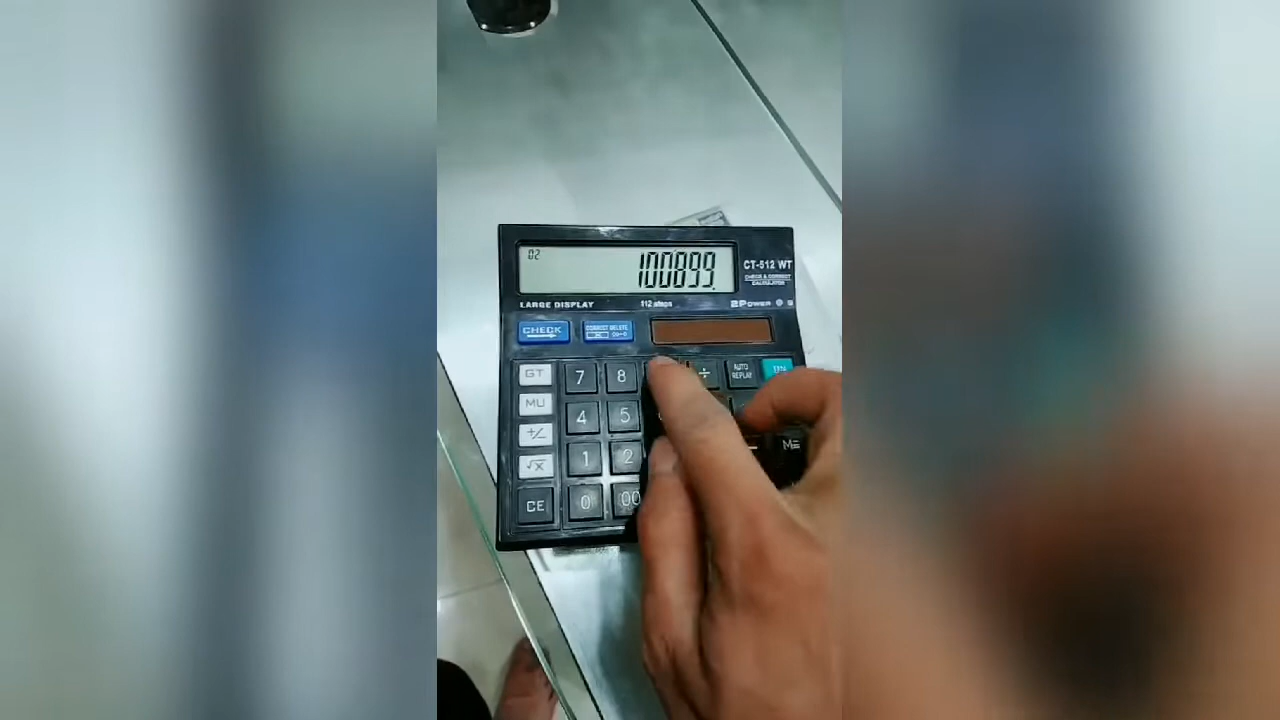 02
100899.
CT-512 WT
CHECK & CORRECT
CALCULATOR
LARGE DISPLAY
112 steps
2POWER
CHECK
CORRECT DELETE
GT
7
8
÷
AUTO
REPLAY
MU
4
5
+/-
1
2
M=
√x
CE
0
00